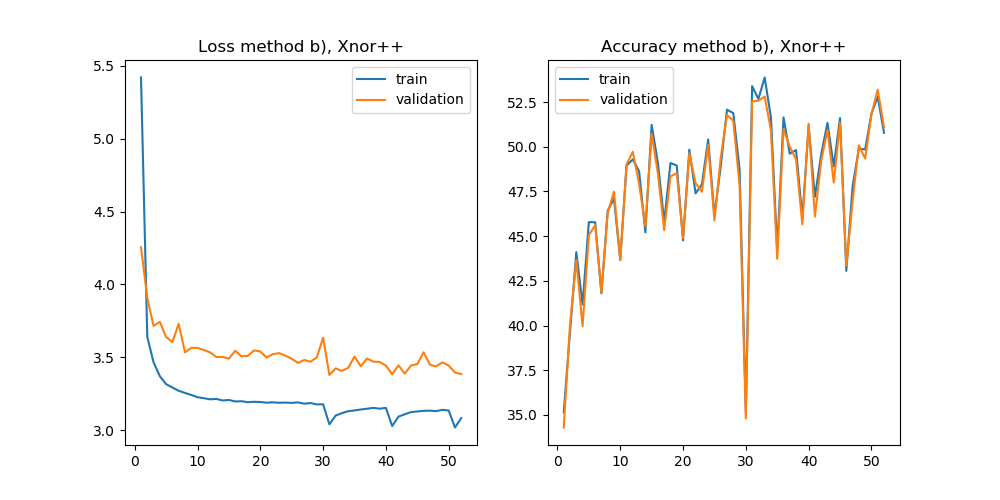 Loss method b), Xnor++
train
validation
5.5
5.0
4.5
4.0
3.5
3.0
0 10 20 30 40 50
Accuracy method b), Xnor++
train
validation
52.5
50.0
47.5
45.0
42.5
40.0
37.5
35.0
0 10 20 30 40 50